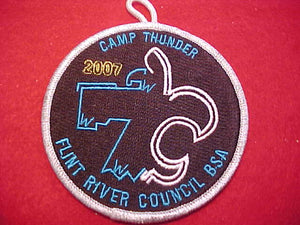 CAMP THUNDER
2007
FLINT RIVER COUNCIL BSA